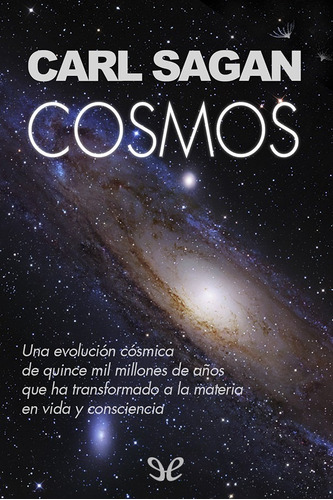 CARL SAGAN
COSMOS
Una evolución cósmica
de quince mil millones de años
que ha transformado a la materia
en vida y consciencia